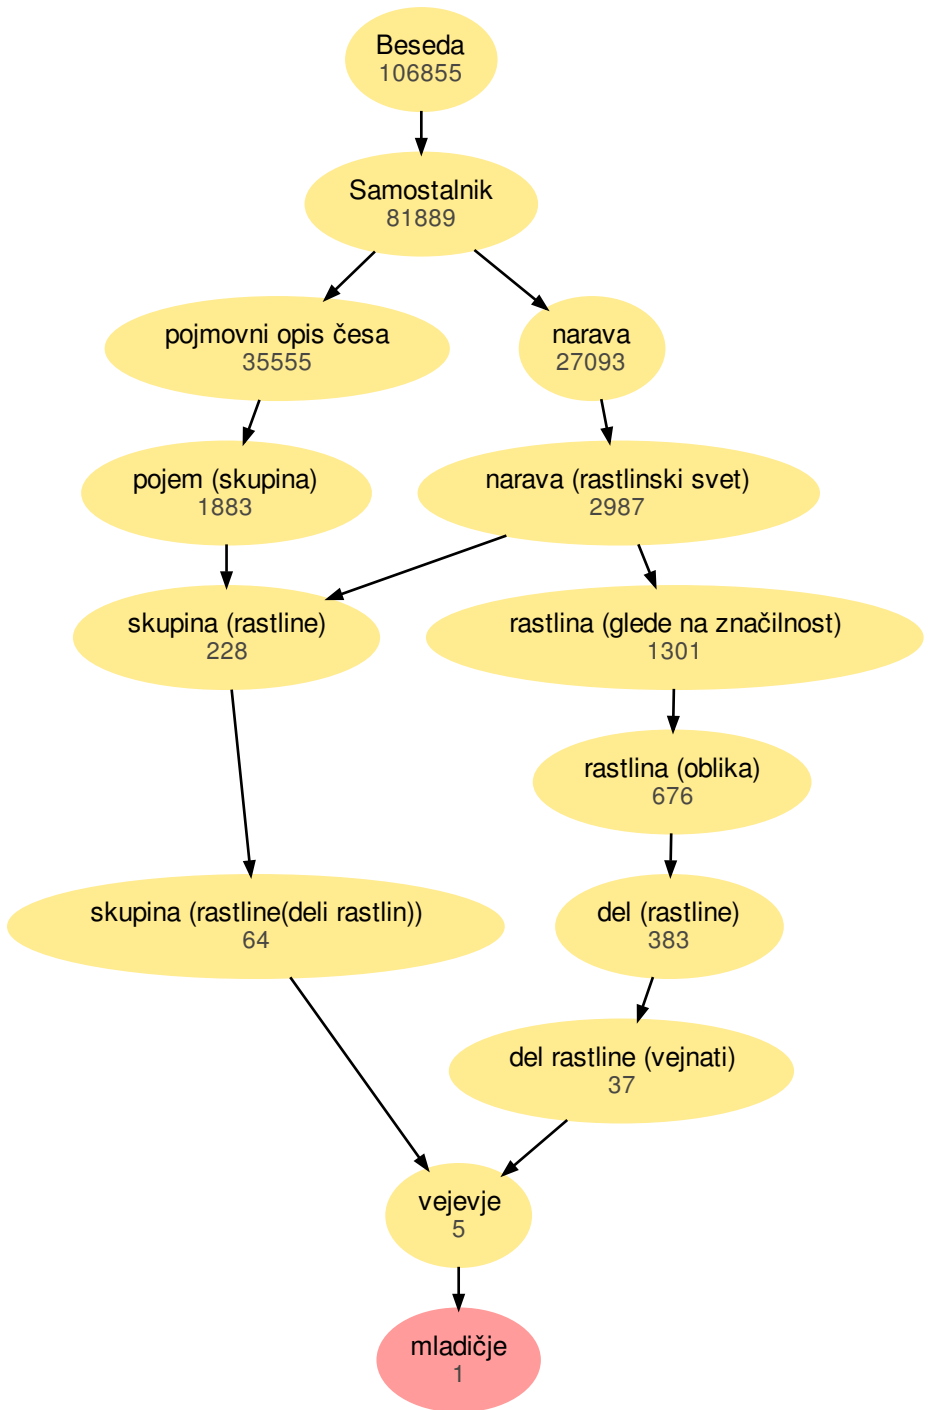 Beseda
106855
Samostalnik
81889
pojmovni opis česa
35555
narava
27093
pojem (skupina)
1883
narava (rastlinski svet)
2987
skupina (rastline)
228
rastlina (glede na značilnost)
1301
rastlina (oblika)
676
skupina (rastline(deli rastlin))
64
del (rastline)
383
del rastline (vejnati)
37
vejevje
5
mladičje
1